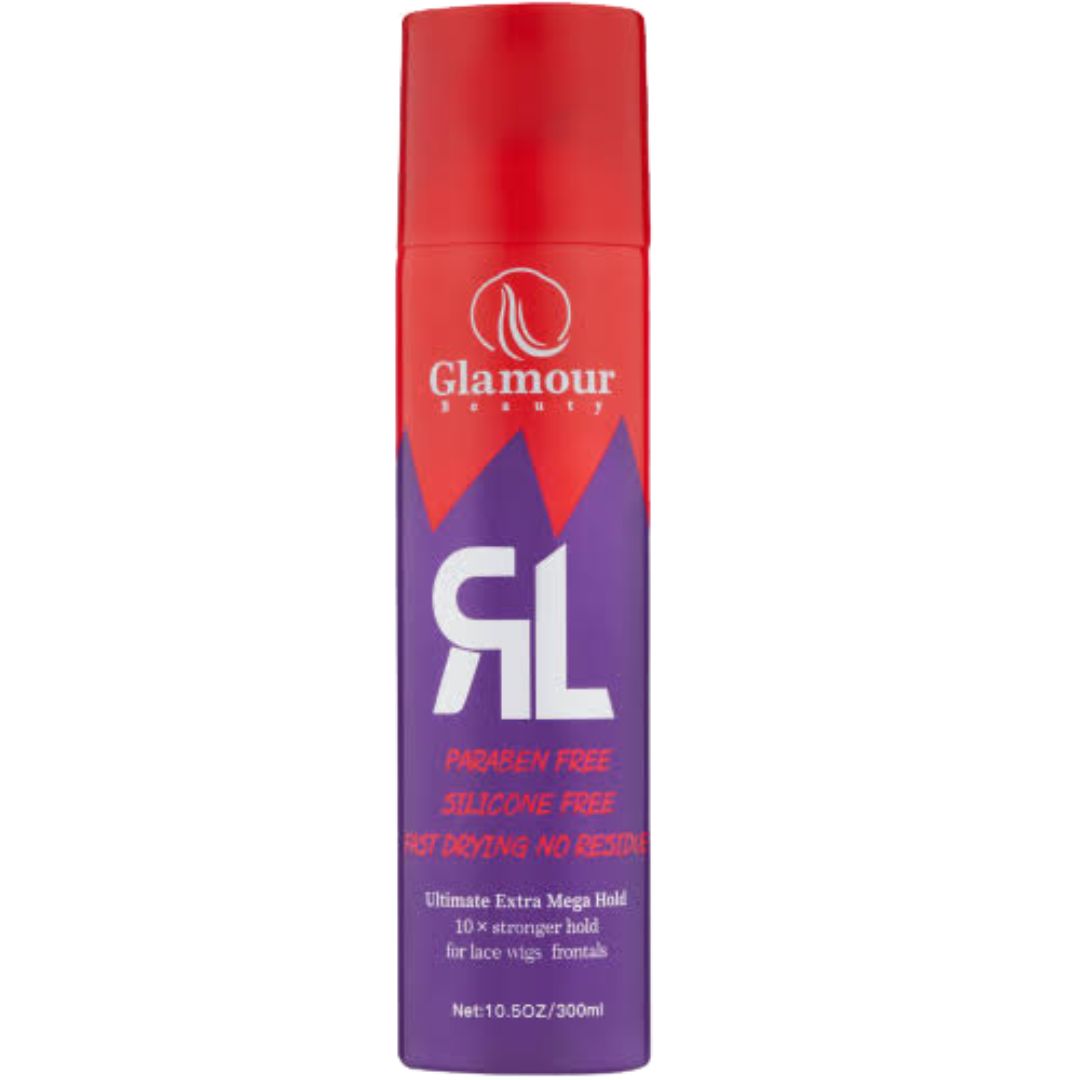 Glamour
Beauty
RL
PARABEN FREE
SILICONE FREE
FAST DRYING NO RESIDUE
Ultimate Extra Mega Hold
10 × stronger hold
for lace wigs frontals
Net:10.5OZ/300ml